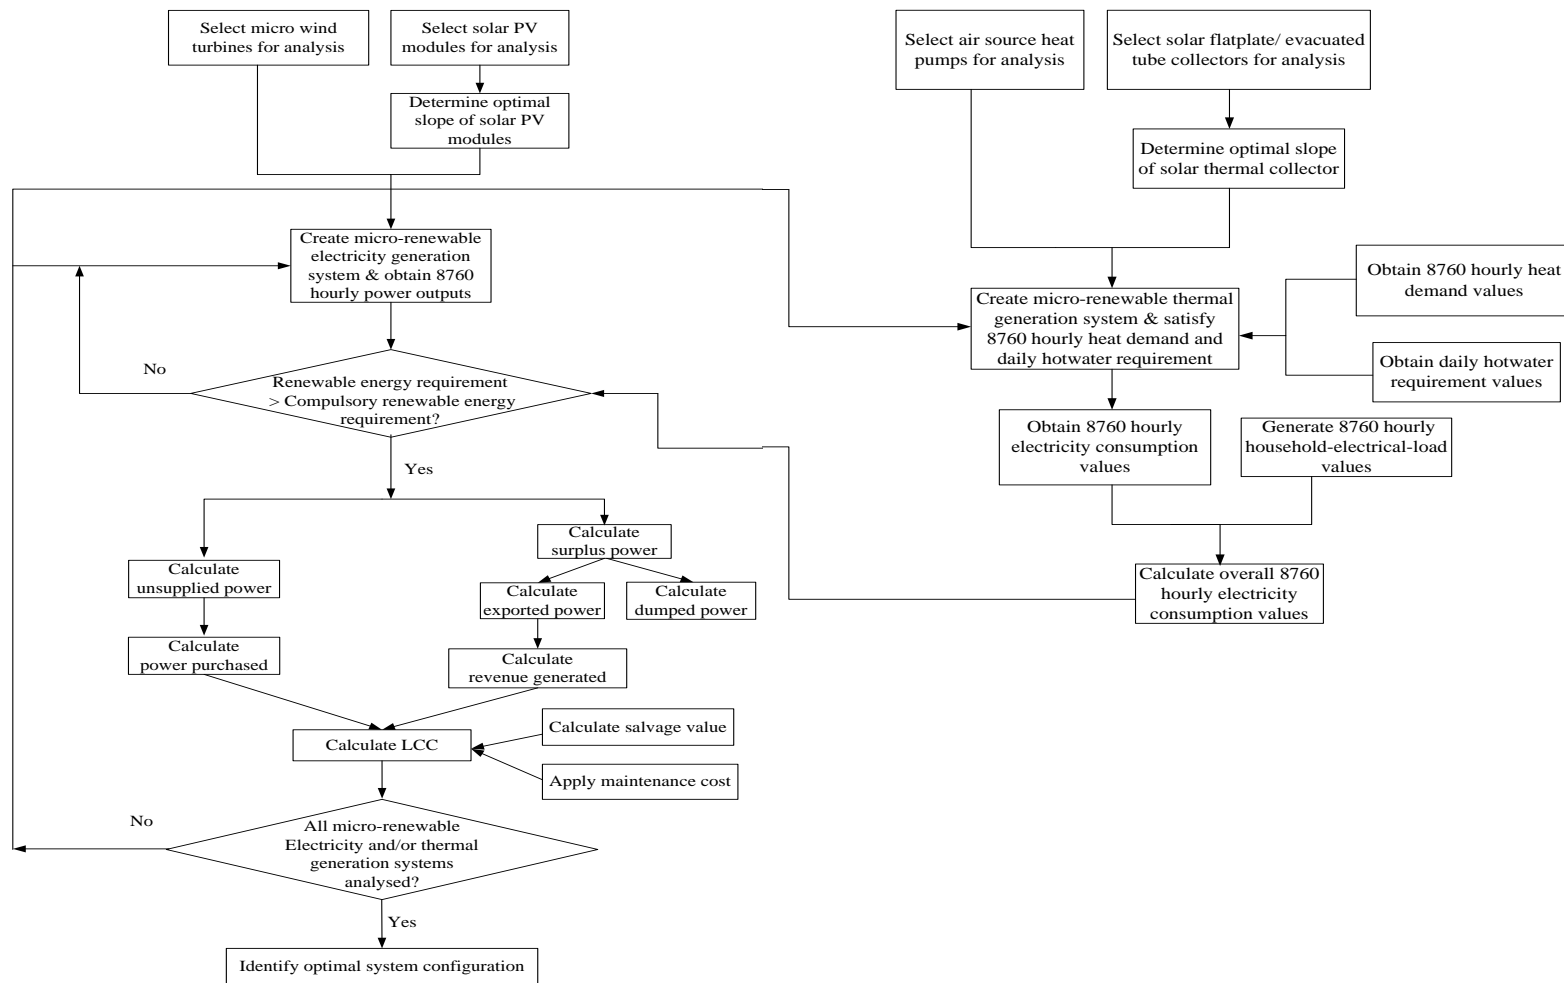 Select micro wind
turbines for analysis
Select solar PV
modules for analysis
Determine optimal
slope of solar PV
modules
Select air source heat
pumps for analysis
Select solar flatplate/ evacuated
tube collectors for analysis
Determine optimal slope
of solar thermal collector
Create micro-renewable
electricity generation
system & obtain 8760
hourly power outputs
Create micro-renewable thermal
generation system & satisfy
8760 hourly heat demand and
daily hotwater requirement
Obtain 8760 hourly heat
demand values
Obtain daily hotwater
requirement values
No
Renewable energy requirement
> Compulsory renewable energy
requirement?
Yes
Obtain 8760 hourly
electricity consumption
values
Generate 8760 hourly
household-electrical-load
values
Calculate overall 8760
hourly electricity
consumption values
Calculate
unsupplied power
Calculate
surplus power
Calculate
exported power
Calculate
dumped power
Calculate
power purchased
Calculate
revenue generated
Calculate LCC
Calculate salvage value
Apply maintenance cost
No
All micro-renewable
Electricity and/or thermal
generation systems
analysed?
Yes
Identify optimal system configuration